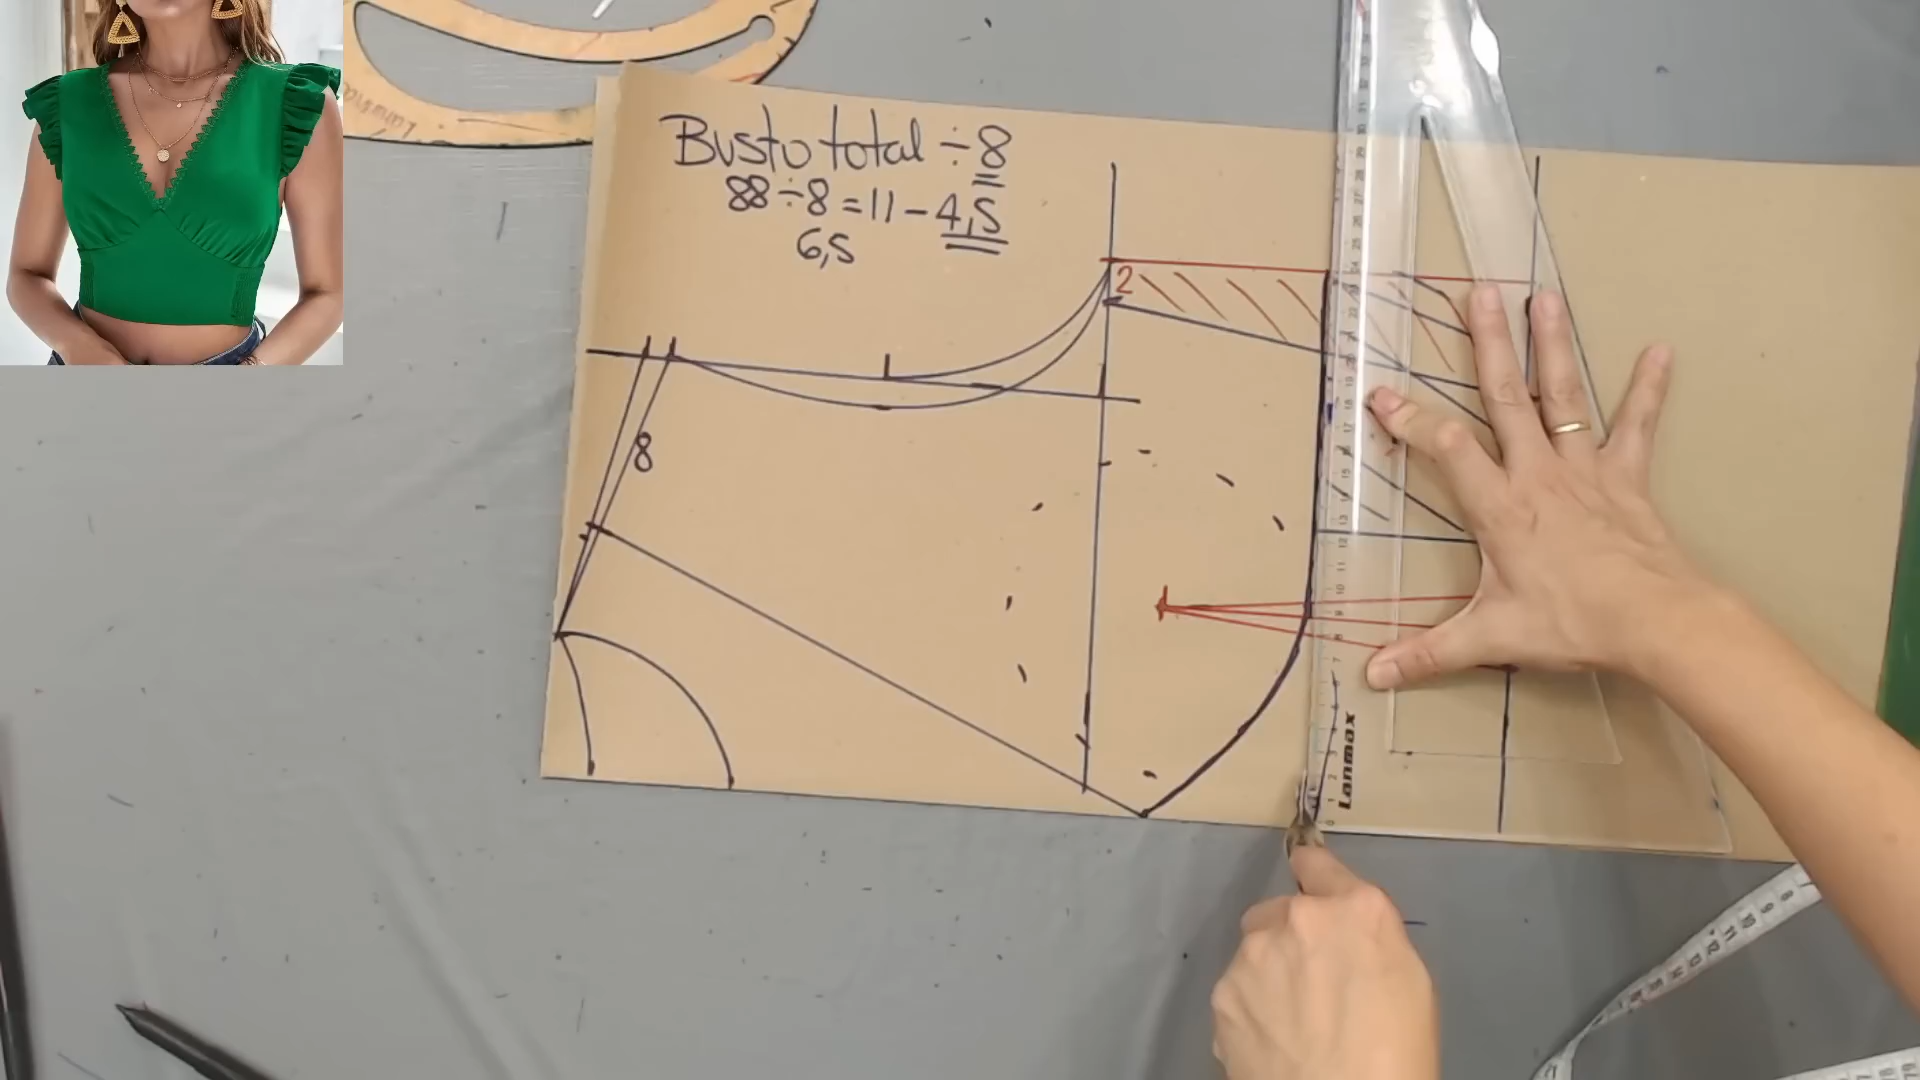 Busto total ÷ 8
88 ÷ 8 = 11 - 4,5
6,5
2
8
Lanmax